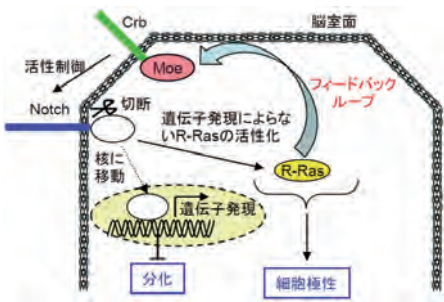 Crb
脳室面
Moe
活性制御
フィードバック
ループ
Notch
切断
遺伝子発現によらな
いR-Rasの活性化
核に
移動
R-Ras
遺伝子発現
分化
細胞極性